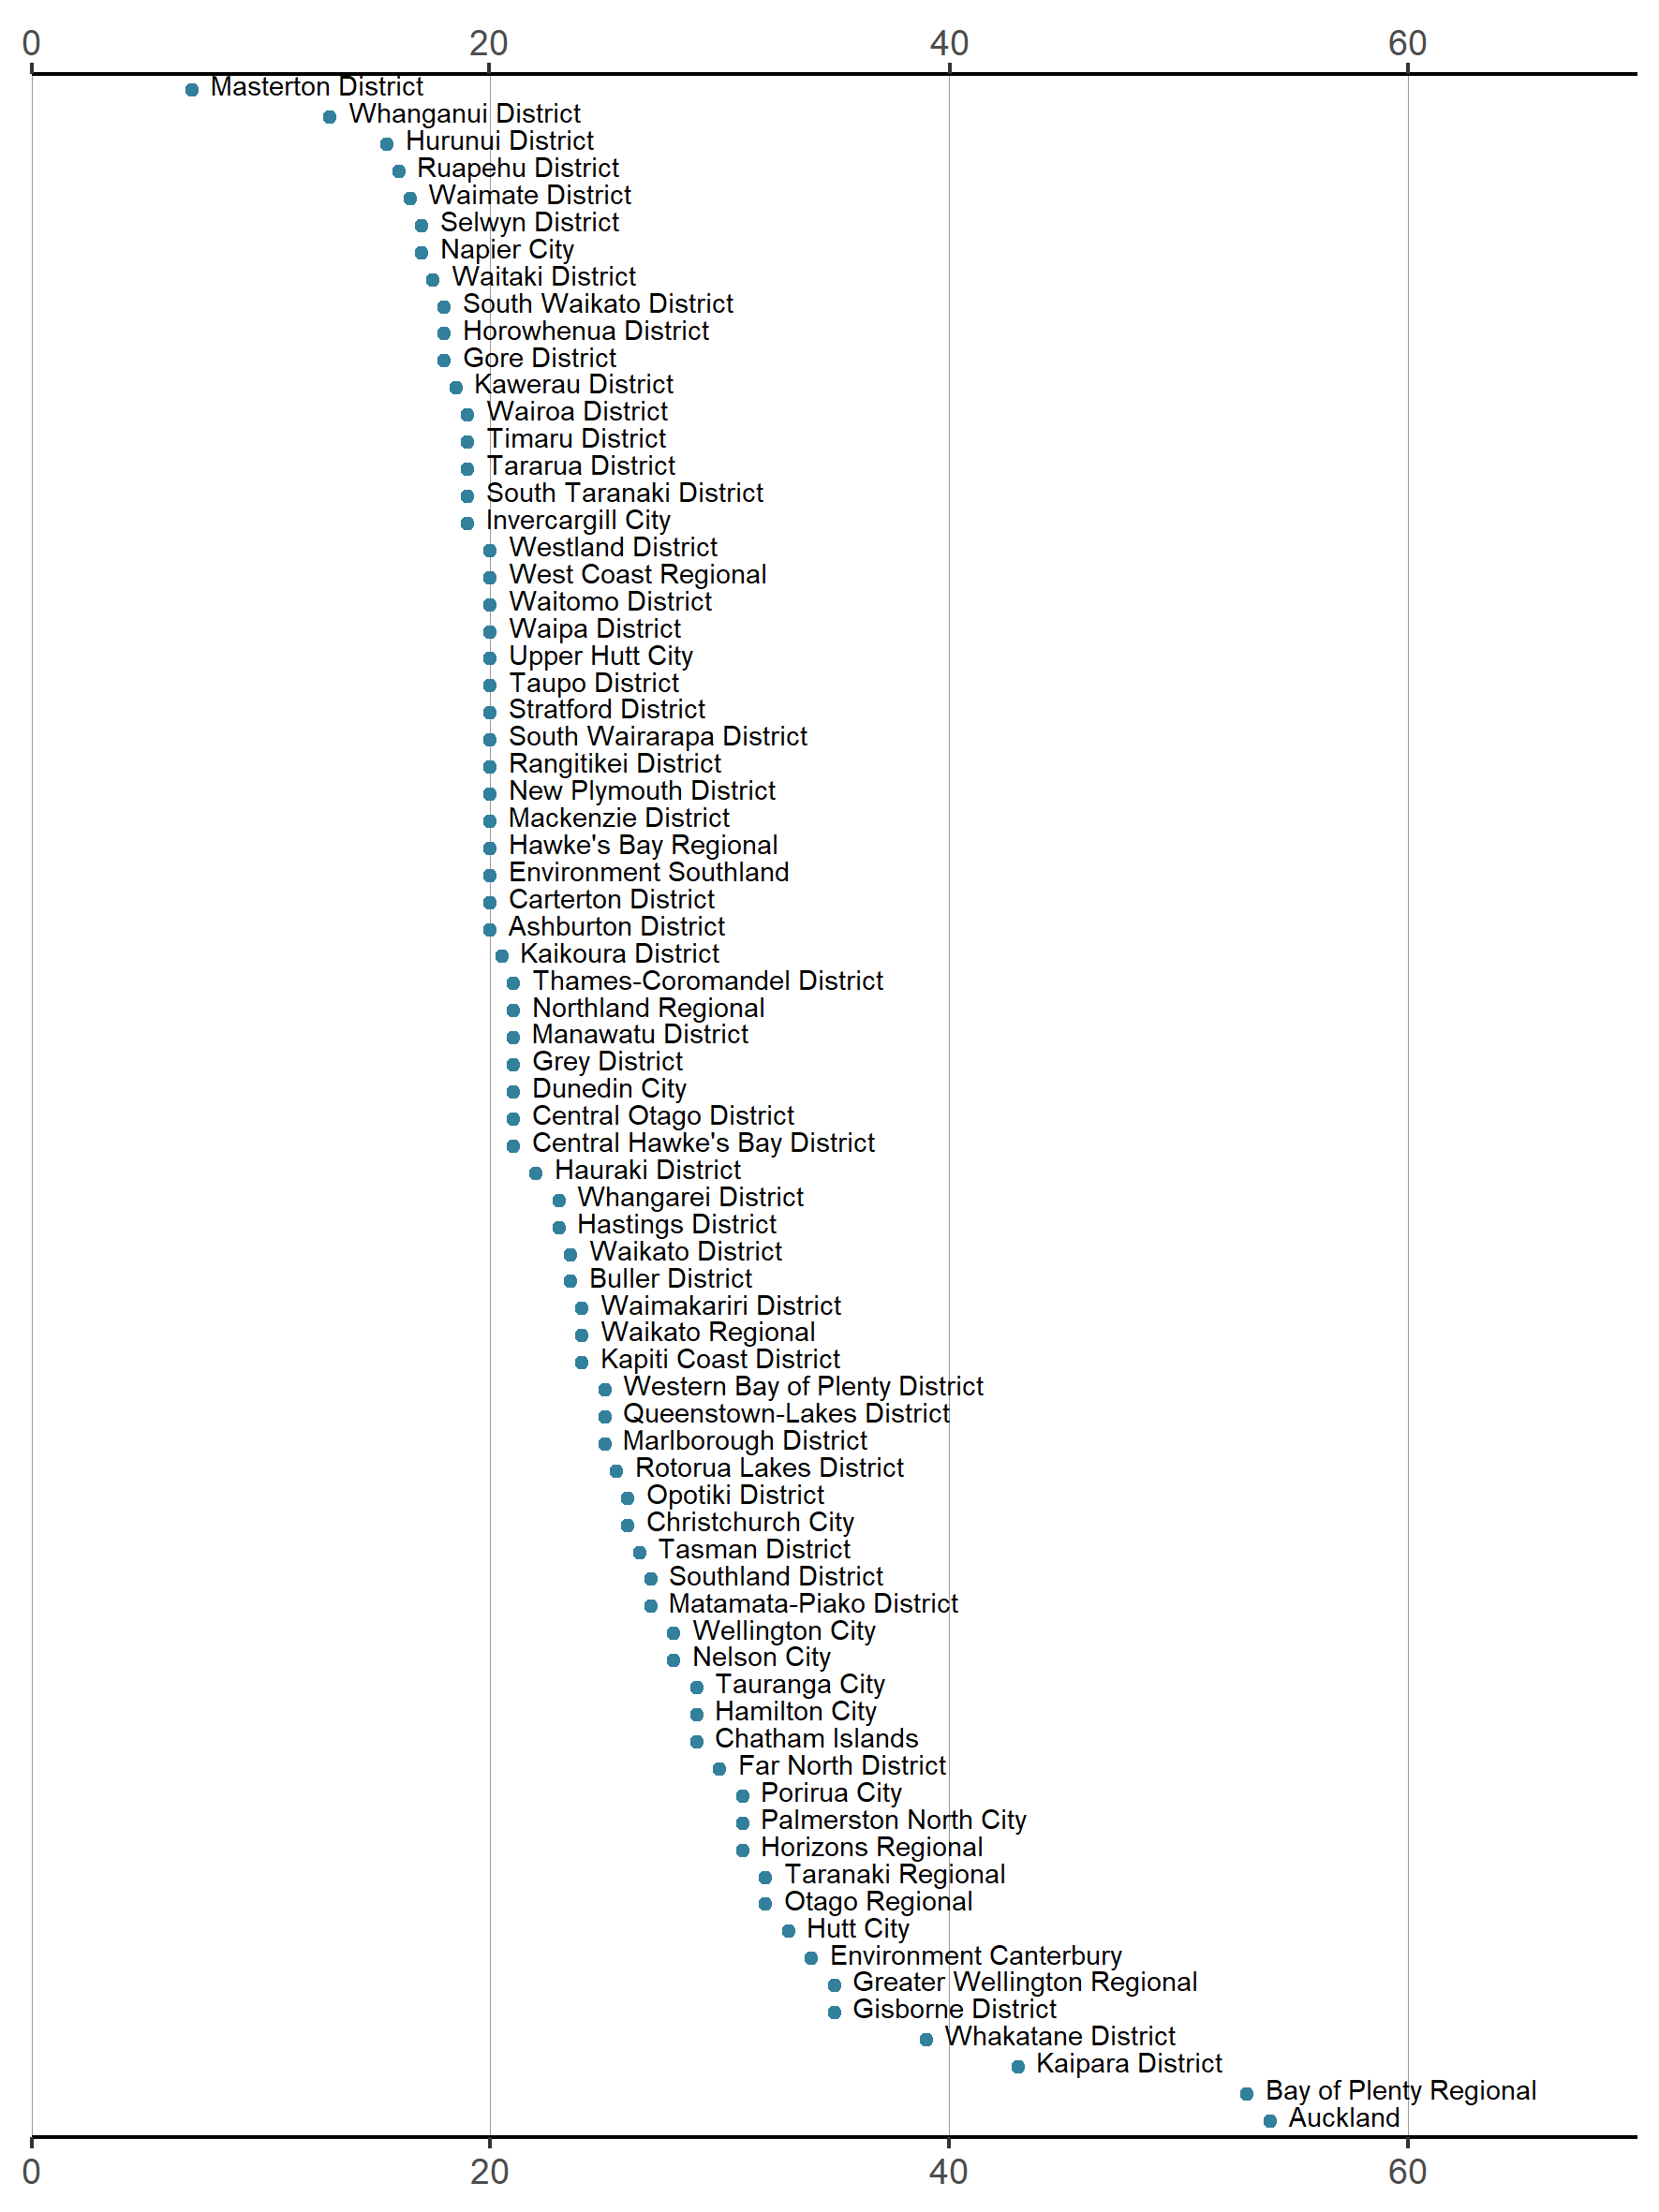 0 20 40 60
Masterton District
Whanganui District
Hurunui District
Ruapehu District
Waimate District
Selwyn District
Napier City
Waitaki District
South Waikato District
Horowhenua District
Gore District
Kawerau District
Wairoa District
Timaru District
Tararua District
South Taranaki District
Invercargill City
Westland District
West Coast Regional
Waitomo District
Waipa District
Upper Hutt City
Taupo District
Stratford District
South Wairarapa District
Rangitikei District
New Plymouth District
Mackenzie District
Hawke's Bay Regional
Environment Southland
Carterton District
Ashburton District
Kaikoura District
Thames-Coromandel District
Northland Regional
Manawatu District
Grey District
Dunedin City
Central Otago District
Central Hawke's Bay District
Hauraki District
Whangarei District
Hastings District
Waikato District
Buller District
Waimakariri District
Waikato Regional
Kapiti Coast District
Western Bay of Plenty District
Queenstown-Lakes District
Marlborough District
Rotorua Lakes District
Opotiki District
Christchurch City
Tasman District
Southland District
Matamata-Piako District
Wellington City
Nelson City
Tauranga City
Hamilton City
Chatham Islands
Far North District
Porirua City
Palmerston North City
Horizons Regional
Taranaki Regional
Otago Regional
Hutt City
Environment Canterbury
Greater Wellington Regional
Gisborne District
Whakatane District
Kaipara District
Bay of Plenty Regional
Auckland
0 20 40 60